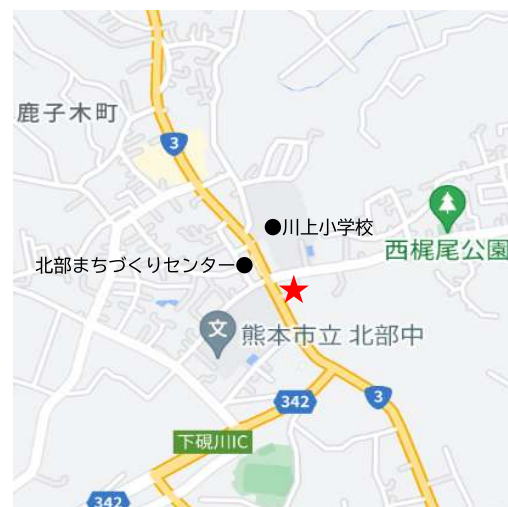 鹿子木町
3
●川上小学校
西梶尾公園
北部まちづくりセンター●
文
熊本市立 北部中
342
3
下硯川IC
342